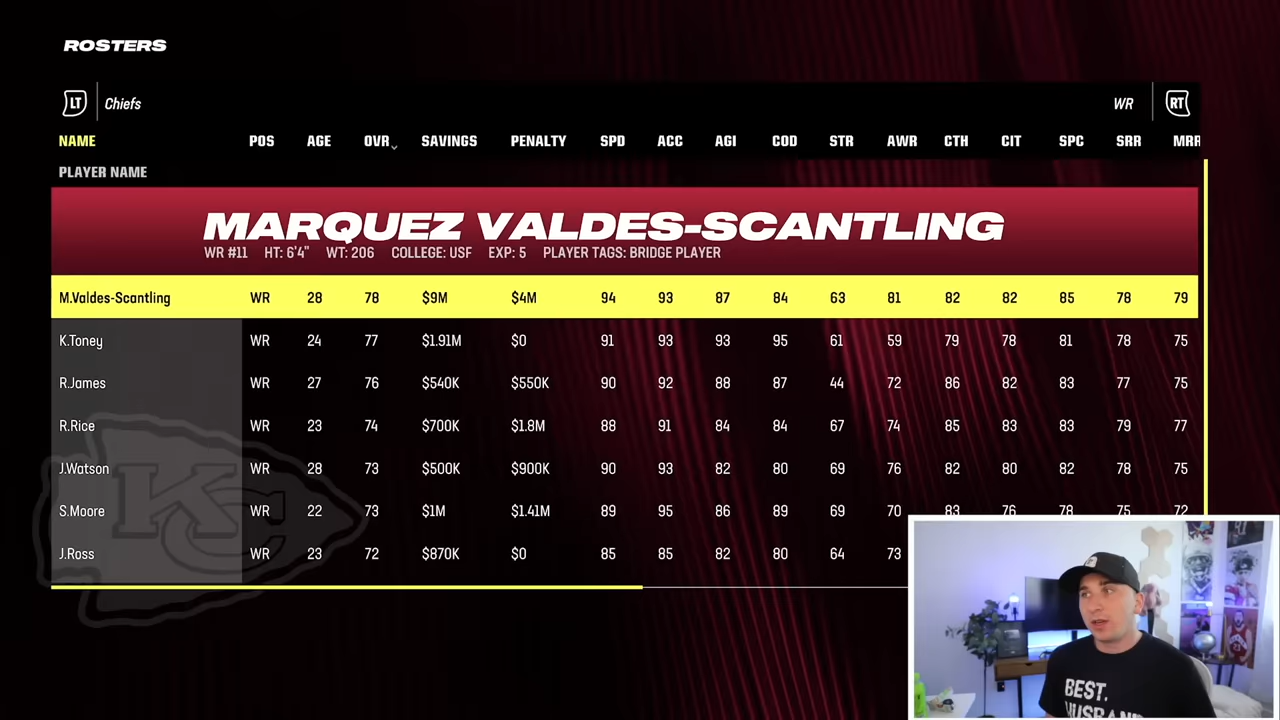 ROSTERS
LT Chiefs WR RT
NAME POS AGE OVR SAVINGS PENALTY SPD ACC AGI COD STR AWR CTH CIT SPC SRR MRR
PLAYER NAME
MARQUEZ VALDES-SCANTLING
WR #11 HT: 6'4" WT: 206 COLLEGE: USF EXP: 5 PLAYER TAGS: BRIDGE PLAYER
M.Valdes-Scantling WR 28 78 $9M $4M 94 93 87 84 63 81 82 82 85 78 79
K.Toney WR 24 77 $1.91M $0 91 93 93 95 61 59 79 78 81 78 75
R.James WR 27 76 $540K $550K 90 92 88 87 44 72 86 82 83 77 75
R.Rice WR 23 74 $700K $1.8M 88 91 84 84 67 74 85 83 83 79 77
J.Watson WR 28 73 $500K $900K 90 93 82 80 69 76 82 80 82 78 75
S.Moore WR 22 73 $1M $1.41M 89 95 86 89 69 70 83 76 78 75 72
J.Ross WR 23 72 $870K $0 85 85 82 80 64 73
KC
BEST.
HUSBAND